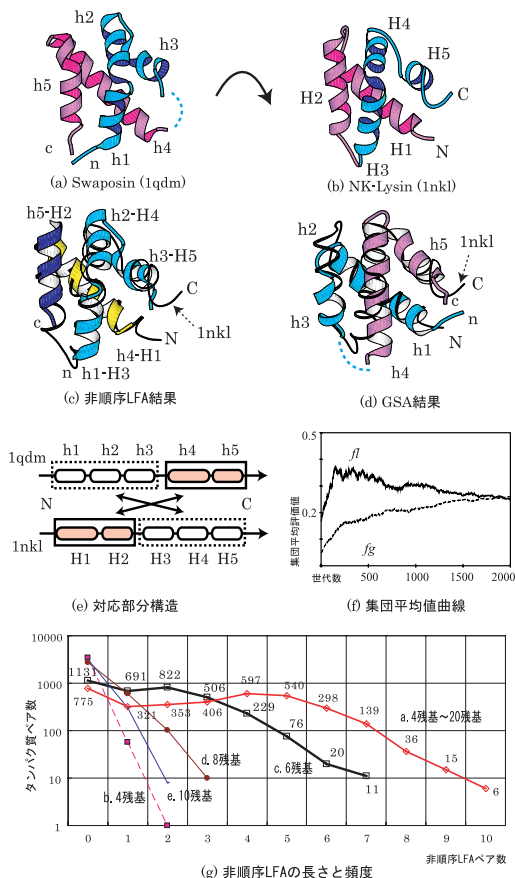 h2
h3
h5
c
n
h1
h4
(a) Swaposin (1qdm)
H4
H5
H2
C
N
H1
H3
(b) NK-Lysin (1nkl)
h5-H2
h2-H4
h3-H5
C
1nkl
N
c
h4-H1
n
h1-H3
(c) 非順序LFA結果
h2
h5
1nkl
C
c
h3
n
h1
N
h4
(d) GSA結果
h1 h2 h3 h4 h5
1qdm
N C
1nkl
H1 H2 H3 H4 H5
(e) 対応部分構造
0.5
fl
集団平均評価値
0.2
fg
世代数 500 1000 1500 2000
(f) 集団平均値曲線
タンパク質ペア数
10000
1000
100
10
1
1131 691 822 506 229 76 20 11
775 321 353 406 597 540 298 139 36 15 6
a.4残基〜20残基
d.8残基
c.6残基
b.4残基
e.10残基
0 1 2 3 4 5 6 7 8 9 10
非順序LFAペア数
(g) 非順序LFAの長さと頻度